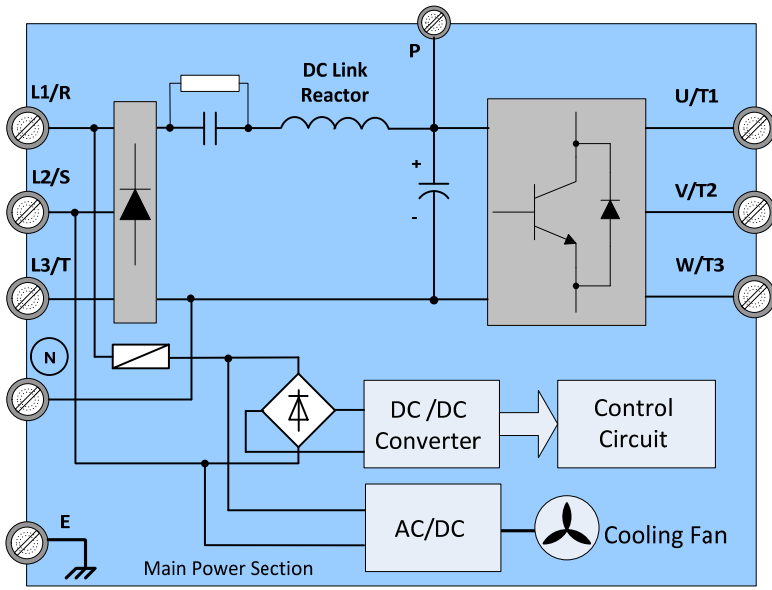 P
L1/R
DC Link
Reactor
U/T1
+
L2/S
V/T2
-
L3/T
W/T3
N
DC /DC
Converter
Control
Circuit
E
AC/DC
Cooling Fan
Main Power Section